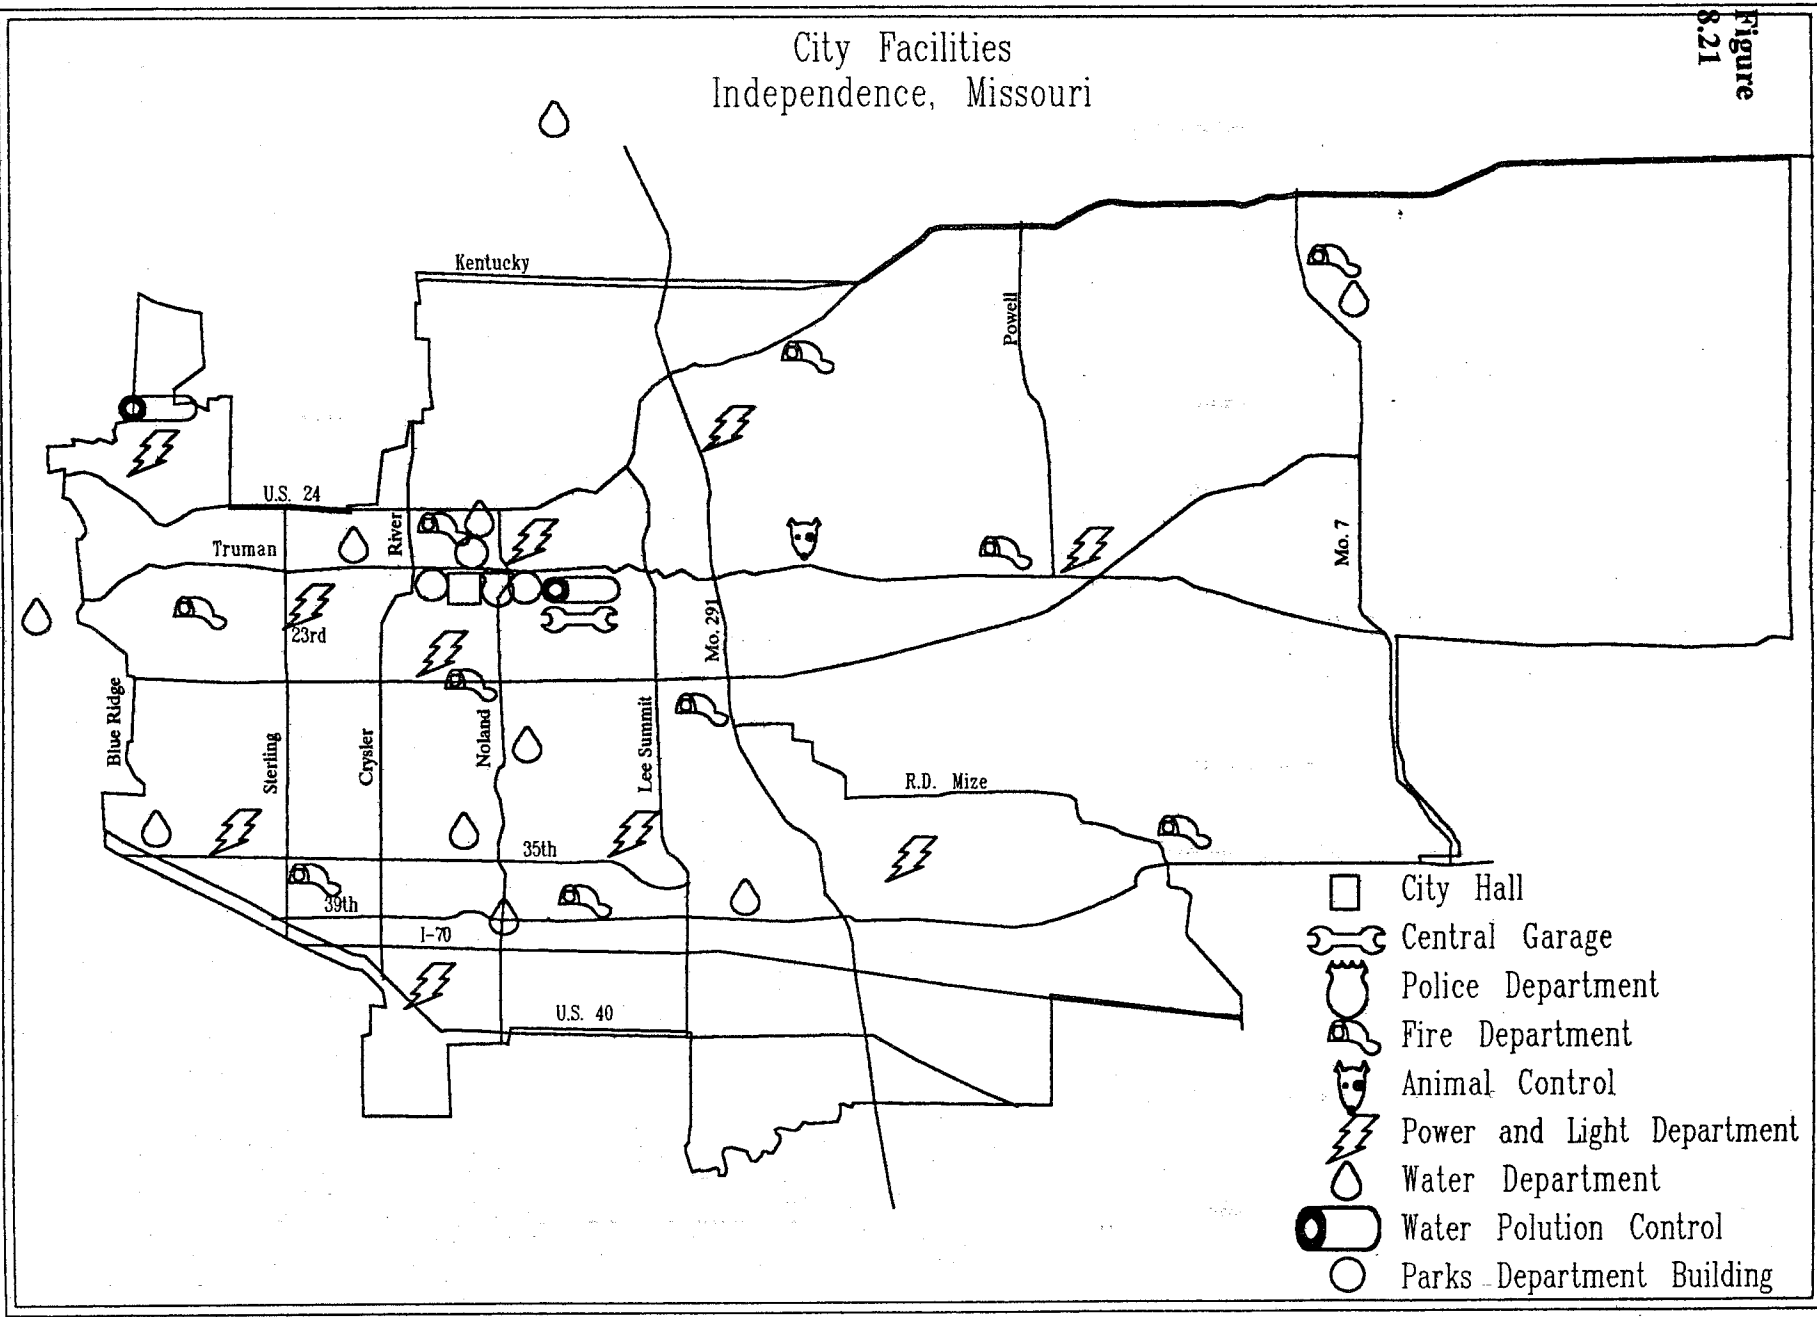 Figure
8.21
City Facilities
Independence, Missouri
Kentucky
Powell
U.S. 24
River
Truman
Mo. 7
23rd
Mo. 291
Blue Ridge
Sterling
Crysler
Noland
Lee Summit
R.D. Mize
35th
39th
I-70
U.S. 40
City Hall
Central Garage
Police Department
Fire Department
Animal Control
Power and Light Department
Water Department
Water Polution Control
Parks Department Building